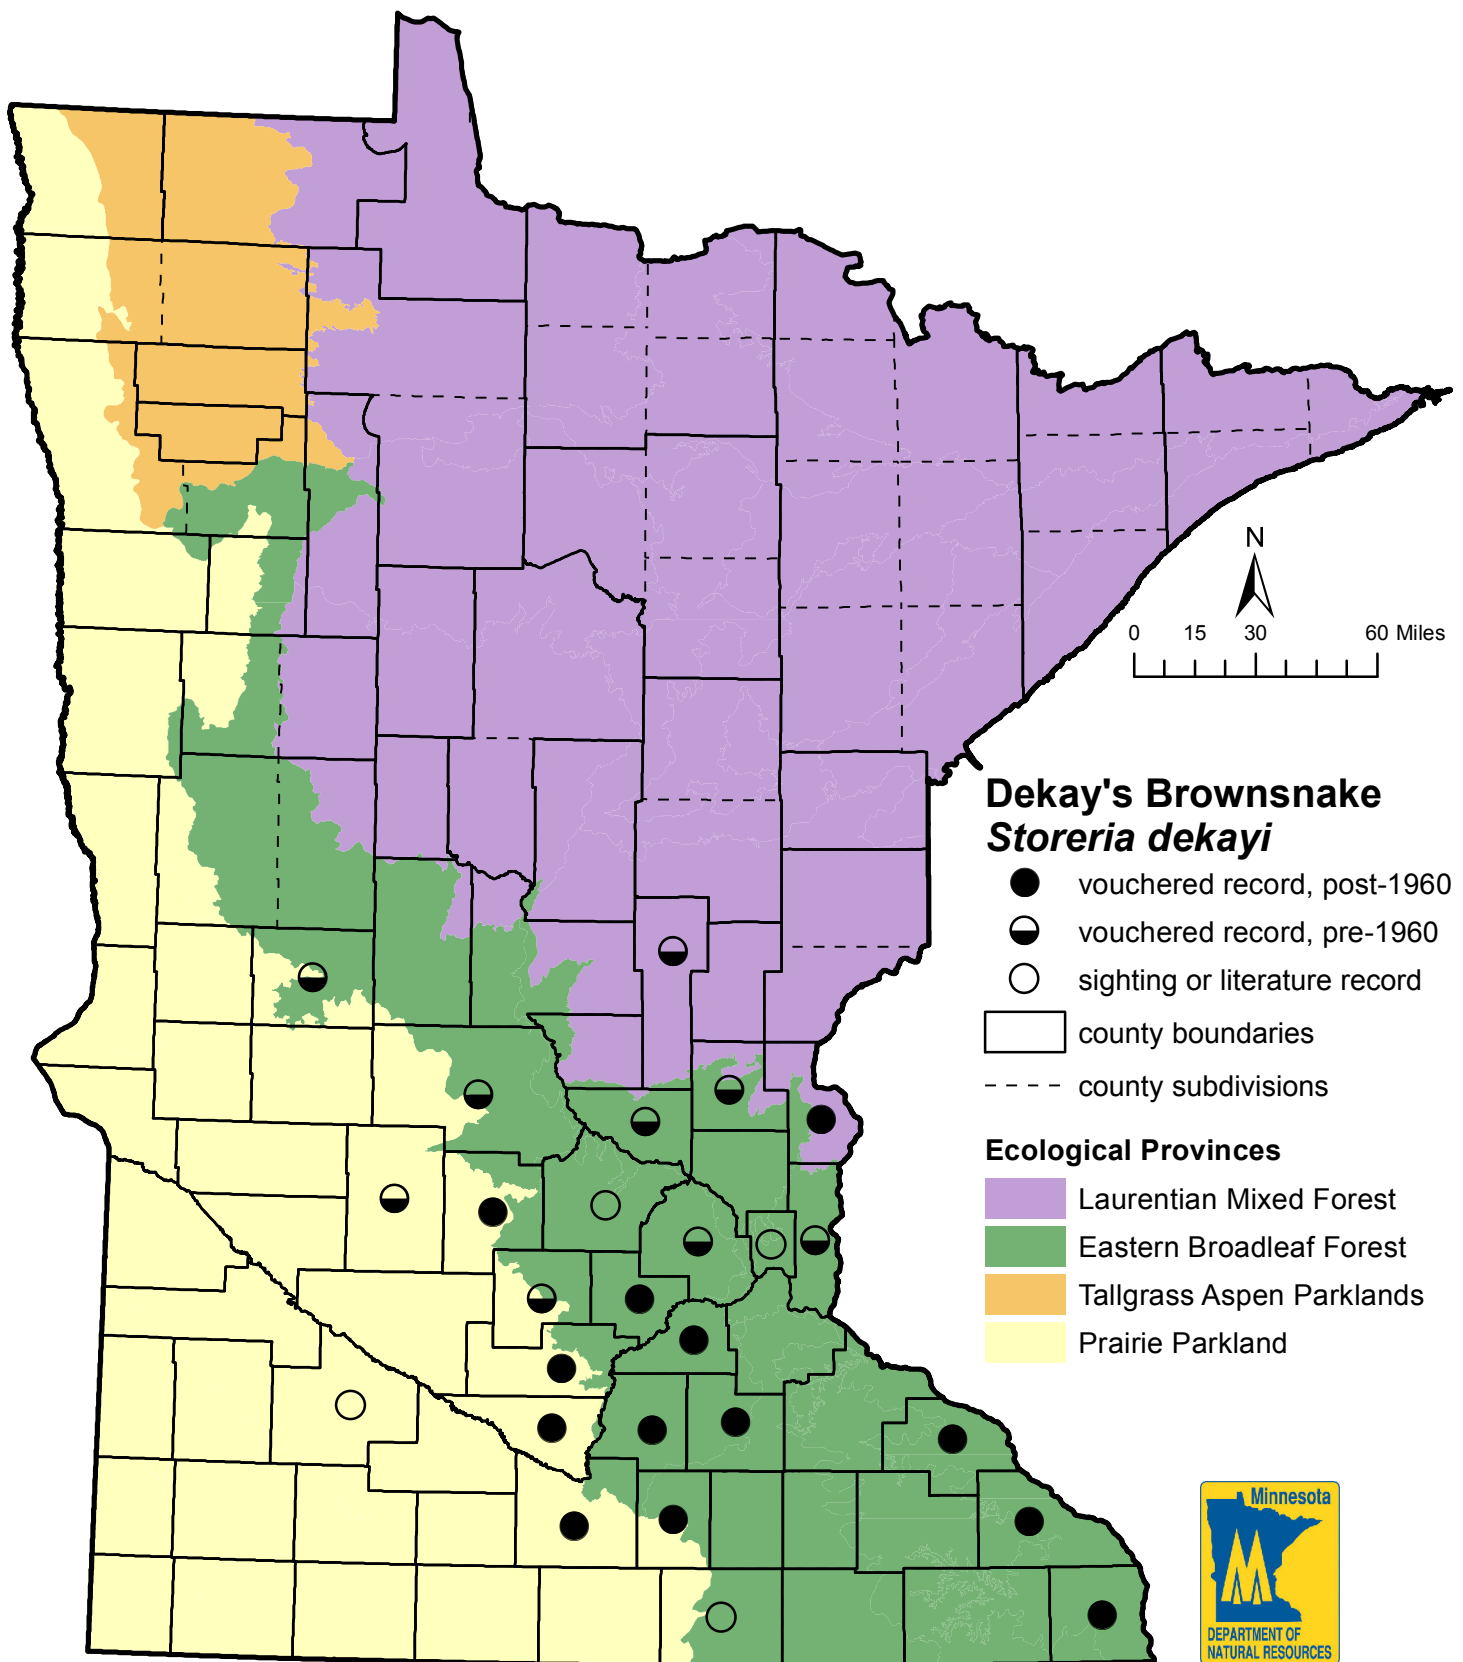 N
0 15 30 60 Miles
Dekay's Brownsnake
Storeria dekayi
vouchered record, post-1960
vouchered record, pre-1960
sighting or literature record
county boundaries
county subdivisions
Ecological Provinces
Laurentian Mixed Forest
Eastern Broadleaf Forest
Tallgrass Aspen Parklands
Prairie Parkland
Minnesota
DEPARTMENT OF
NATURAL RESOURCES